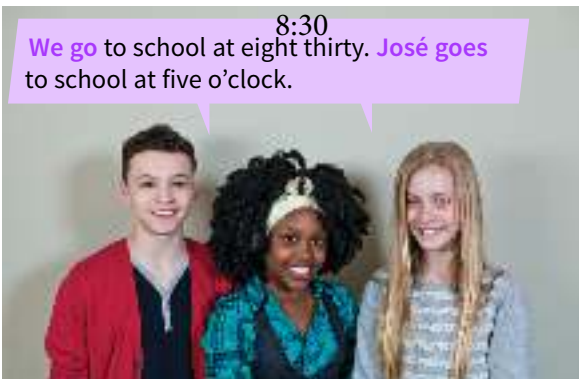 8:30
We go to school at eight thirty. José goes
to school at five o’clock.